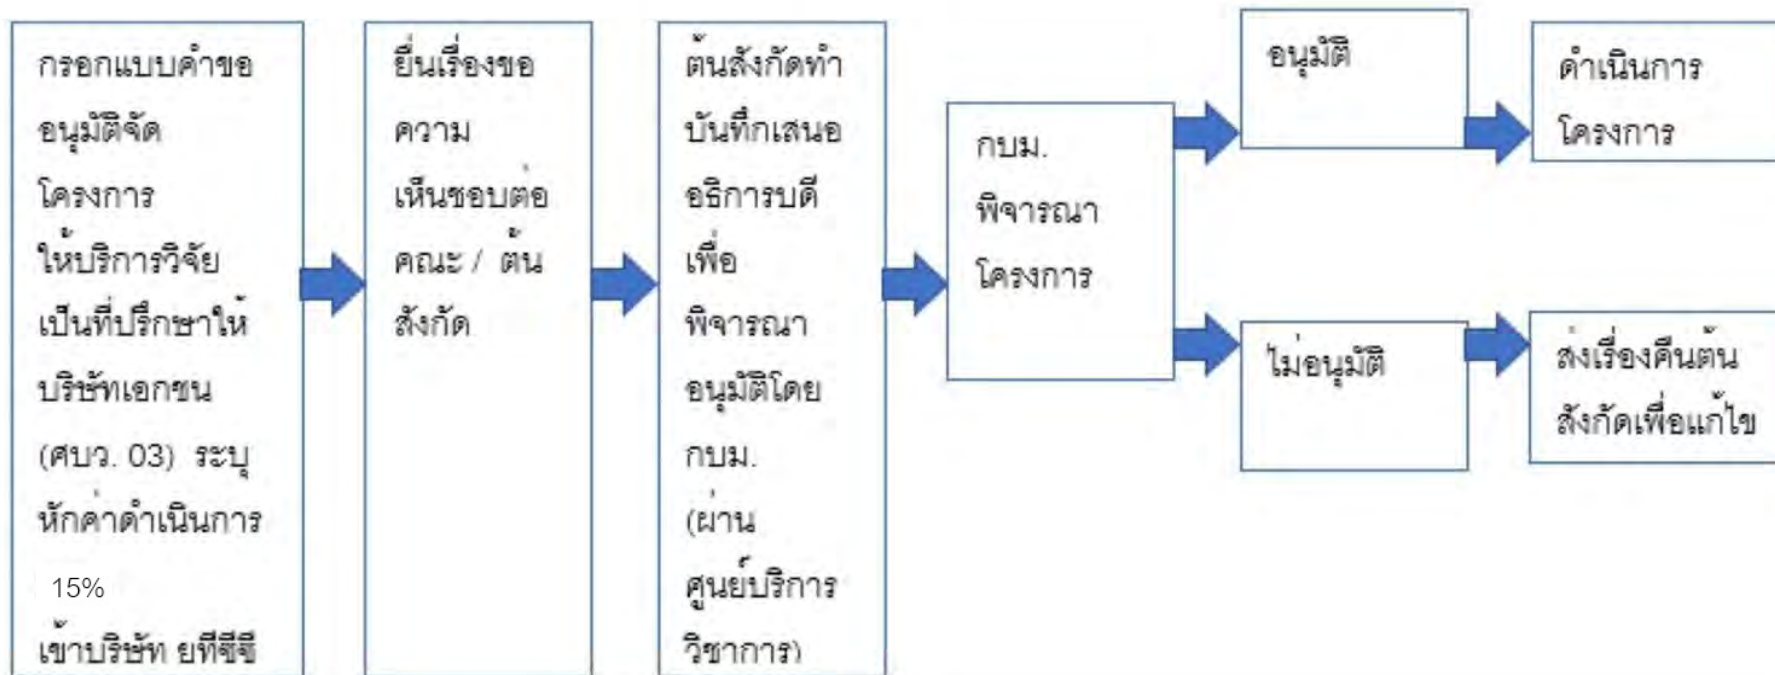 กรอกแบบคำขอ
อนุมัติจัด
โครงการ
ให้บริการวิจัย
เป็นที่ปรึกษาให้
บริษัทเอกชน
(ศบว. 03) ระบุ
หักค่าดำเนินการ
15%
เข้าบริษัท ยูทีซีซี
ยื่นเรื่องขอ
ความ
เห็นชอบต่อ
คณะ / ต้น
สังกัด
ต้นสังกัดทำ
บันทึกเสนอ
อธิการบดี
เพื่อ
พิจารณา
อนุมัติโดย
กบม.
(ผ่าน
ศูนย์บริการ
วิชาการ)
กบม.
พิจารณา
โครงการ
อนุมัติ
ดำเนินการ
โครงการ
ไม่อนุมัติ
ส่งเรื่องคืนต้น
สังกัดเพื่อแก้ไข